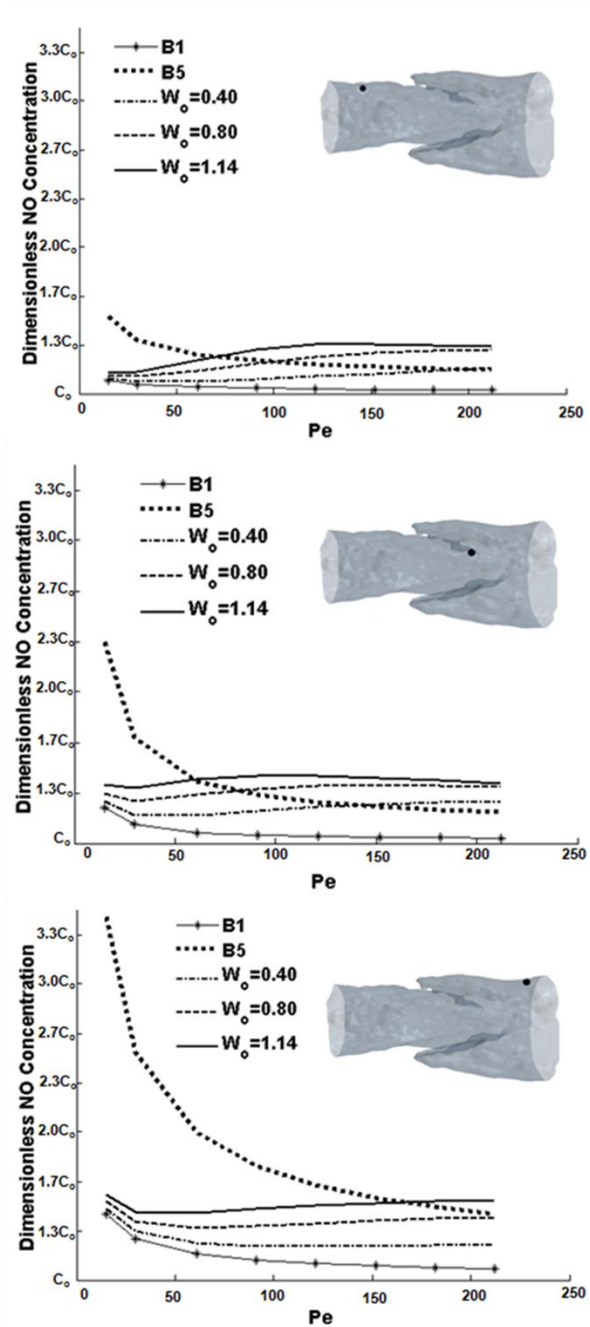 3.3Cₒ
3.0Cₒ
2.7Cₒ
2.3Cₒ
2.0Cₒ
1.7Cₒ
1.3Cₒ
Cₒ
Dimensionless NO Concentration
B1
B5
Wₒ=0.40
Wₒ=0.80
Wₒ=1.14
0 50 100 150 200 250
Pe
3.3Cₒ
3.0Cₒ
2.7Cₒ
2.3Cₒ
2.0Cₒ
1.7Cₒ
1.3Cₒ
Cₒ
Dimensionless NO Concentration
B1
B5
Wₒ=0.40
Wₒ=0.80
Wₒ=1.14
0 50 100 150 200 250
Pe
3.3Cₒ
3.0Cₒ
2.7Cₒ
2.3Cₒ
2.0Cₒ
1.7Cₒ
1.3Cₒ
Cₒ
Dimensionless NO Concentration
B1
B5
Wₒ=0.40
Wₒ=0.80
Wₒ=1.14
0 50 100 150 200 250
Pe